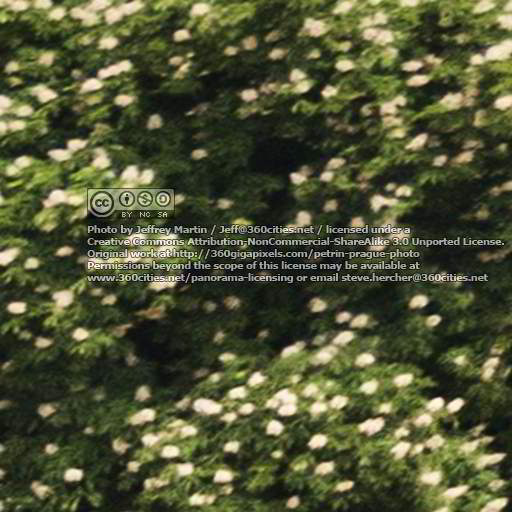 cc
BY NC SA
Photo by Jeffrey Martin / Jeff@360cities.net / licensed under a
Creative Commons Attribution-NonCommercial-ShareAlike 3.0 Unported License.
Original work at http://360gigapixels.com/petrin-prague-photo
Permissions beyond the scope of this license may be available at
www.360cities.net/panorama-licensing or email steve.hercher@360cities.net